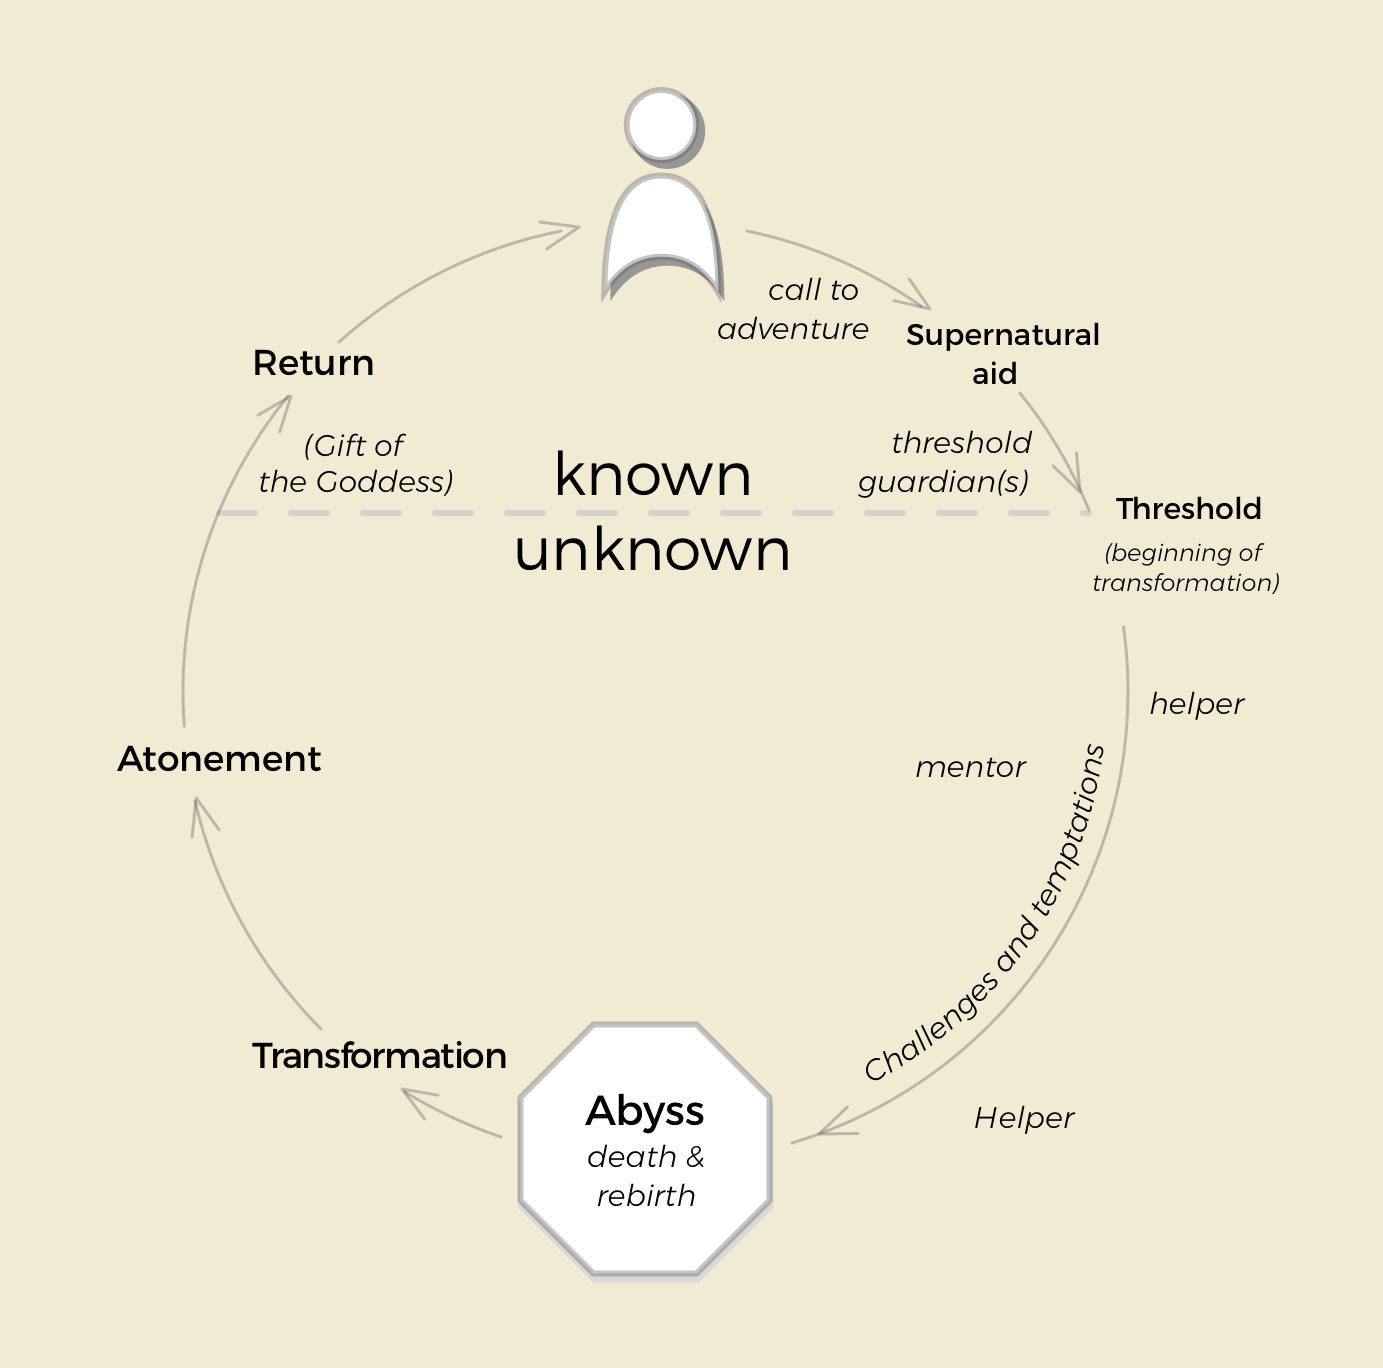 call to
adventure
Supernatural
aid
Return
(Gift of
the Goddess)
known
unknown
threshold
guardian(s)
Threshold
(beginning of
transformation)
helper
mentor
Challenges and temptations
Atonement
Helper
Transformation
Abyss
death &
rebirth